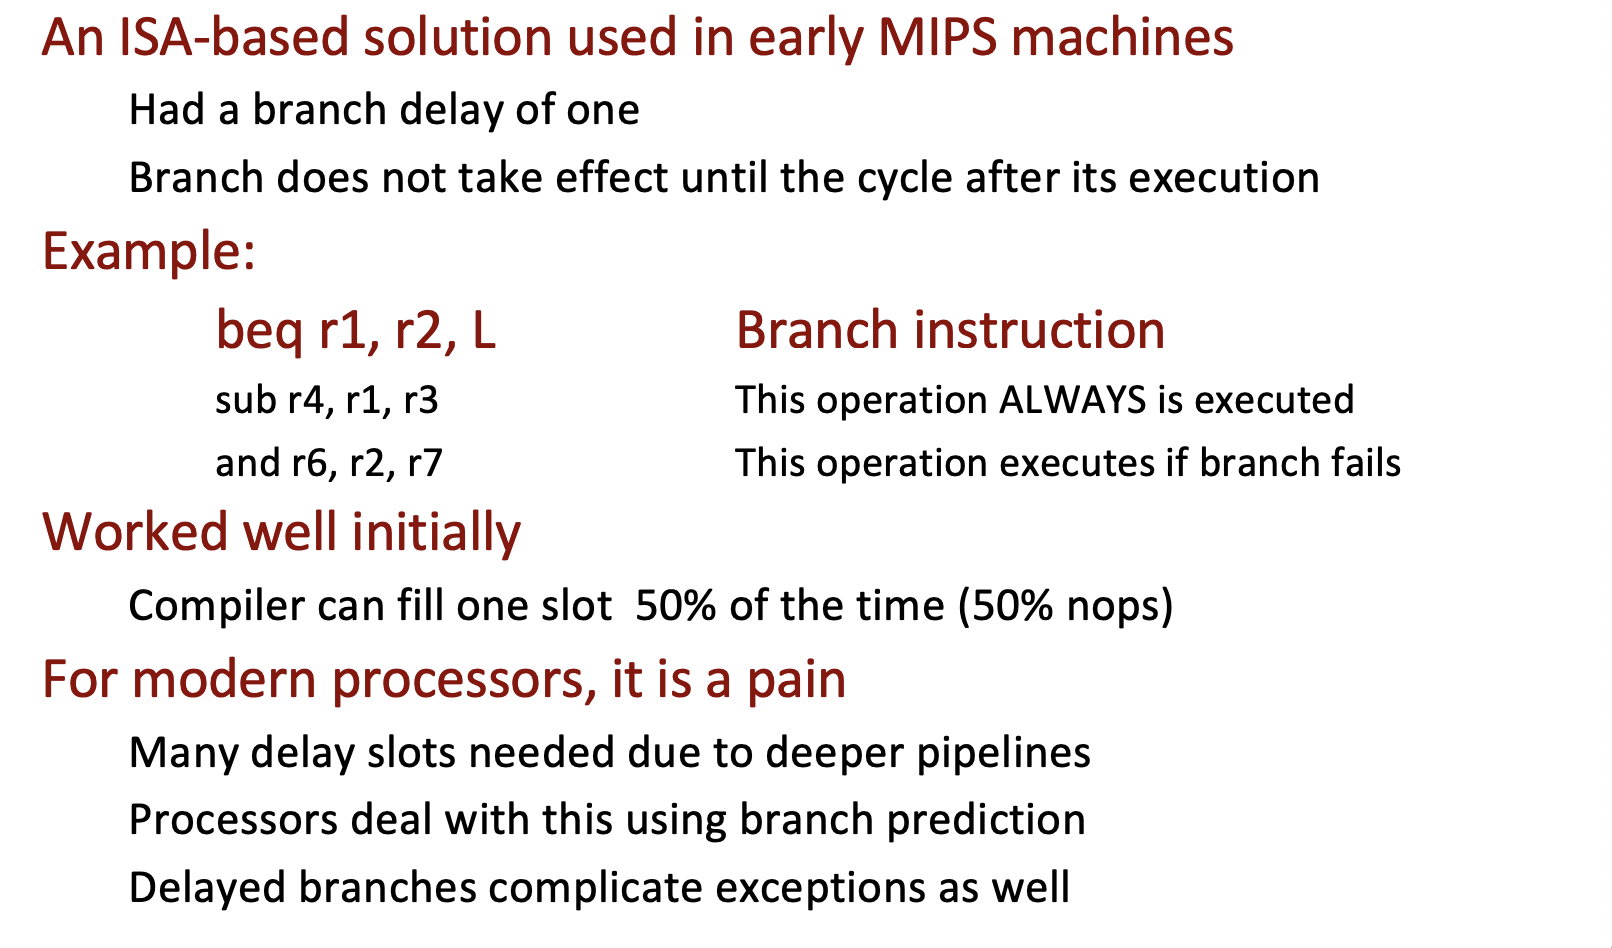 An ISA-based solution used in early MIPS machines
Had a branch delay of one
Branch does not take effect until the cycle after its execution
Example:
beq r1, r2, L Branch instruction
sub r4, r1, r3 This operation ALWAYS is executed
and r6, r2, r7 This operation executes if branch fails
Worked well initially
Compiler can fill one slot  50% of the time (50% nops)
For modern processors, it is a pain
Many delay slots needed due to deeper pipelines
Processors deal with this using branch prediction
Delayed branches complicate exceptions as well